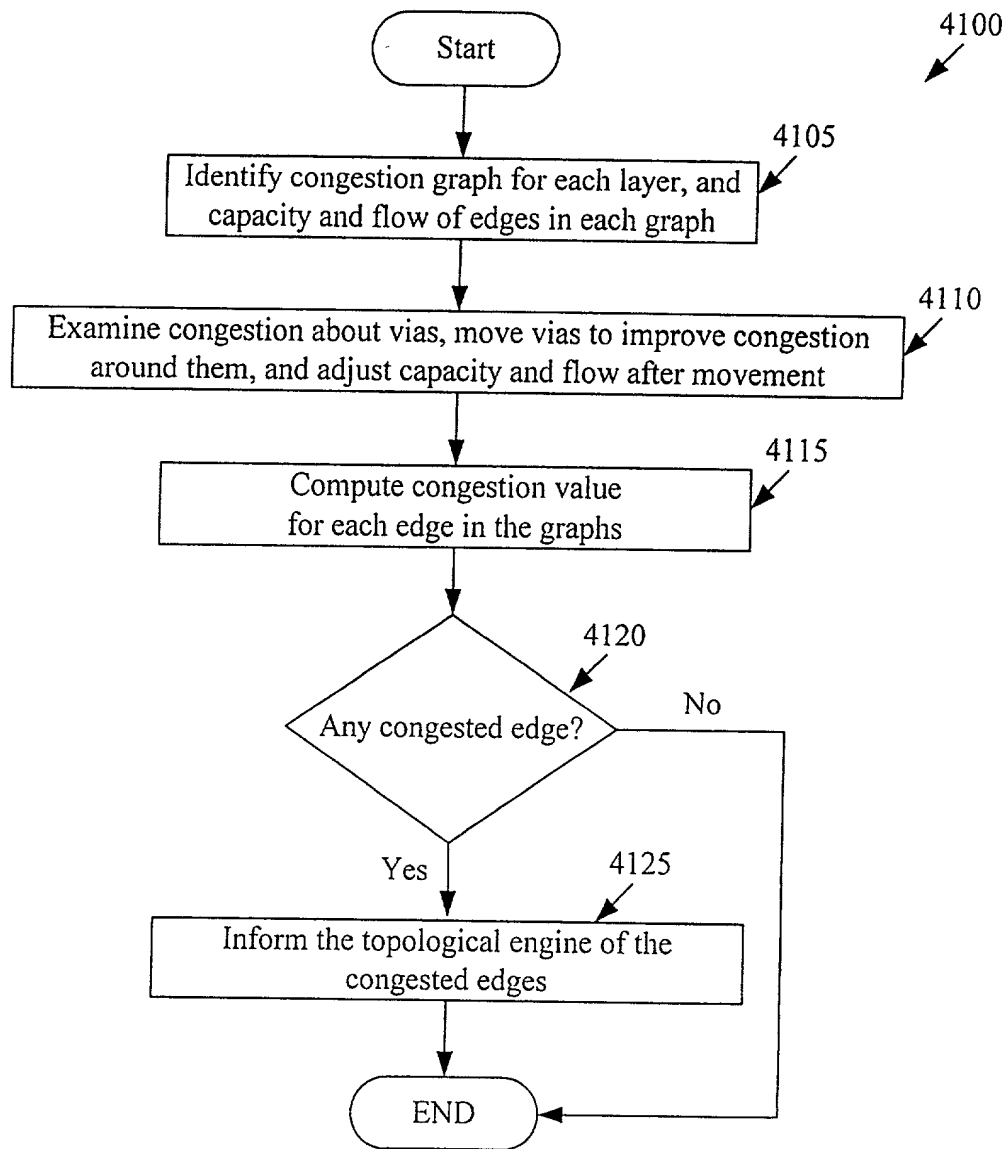 4100
Start
4105
Identify congestion graph for each layer, and
capacity and flow of edges in each graph
4110
Examine congestion about vias, move vias to improve congestion
around them, and adjust capacity and flow after movement
4115
Compute congestion value
for each edge in the graphs
4120
Any congested edge?
No
Yes
4125
Inform the topological engine of the
congested edges
END